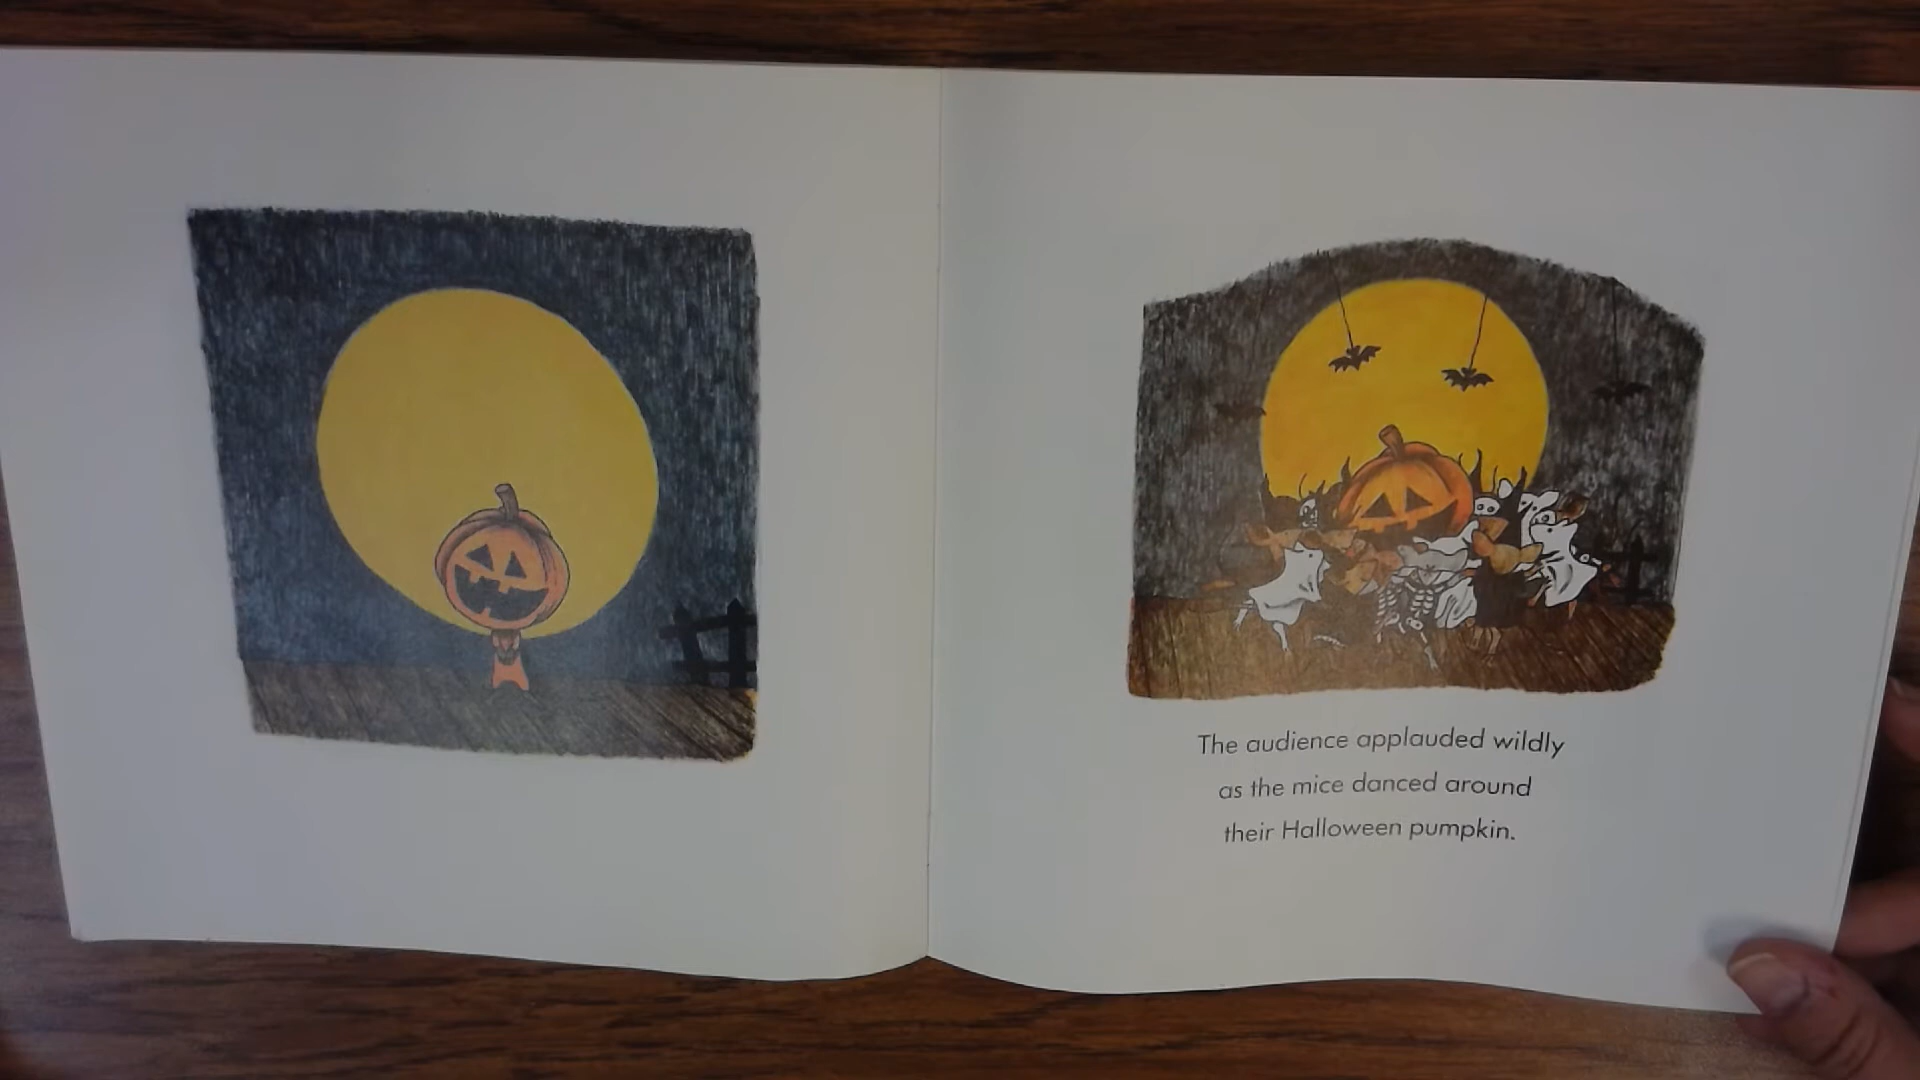 The audience applauded wildly
as the mice danced around
their Halloween pumpkin.